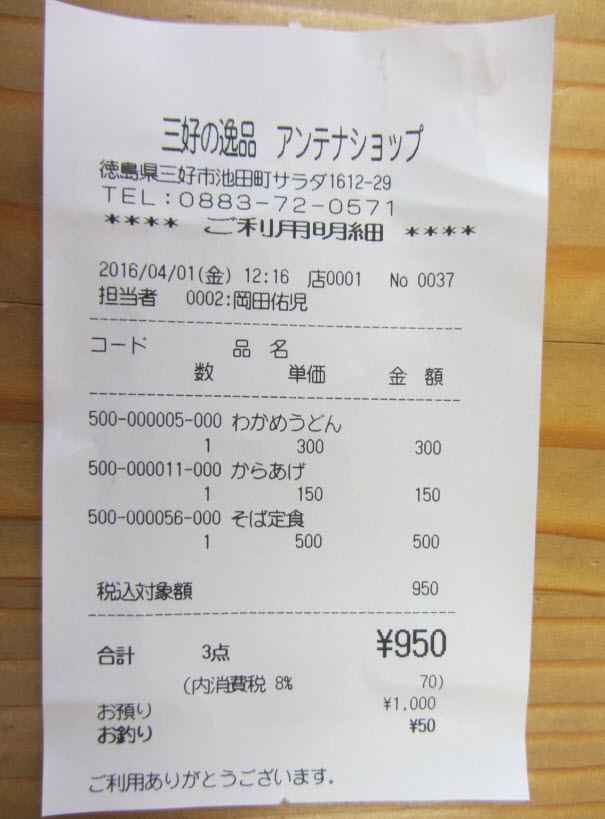 三好の逸品 アンテナショップ
徳島県三好市池田町サラダ1612-29
TEL:0883-72-0571
**** ご利用明細 ****
2016/04/01(金) 12:16 店0001 No 0037
担当者 0002:岡田佑児
コード 品 名
数 単価 金 額
500-000005-000 わかめうどん
1 300 300
500-000011-000 からあげ
1 150 150
500-000056-000 そば定食
1 500 500
税込対象額 950
合計 3点 ¥950
(内消費税 8% 70)
お預り ¥1,000
お釣り ¥50
ご利用ありがとうございます。